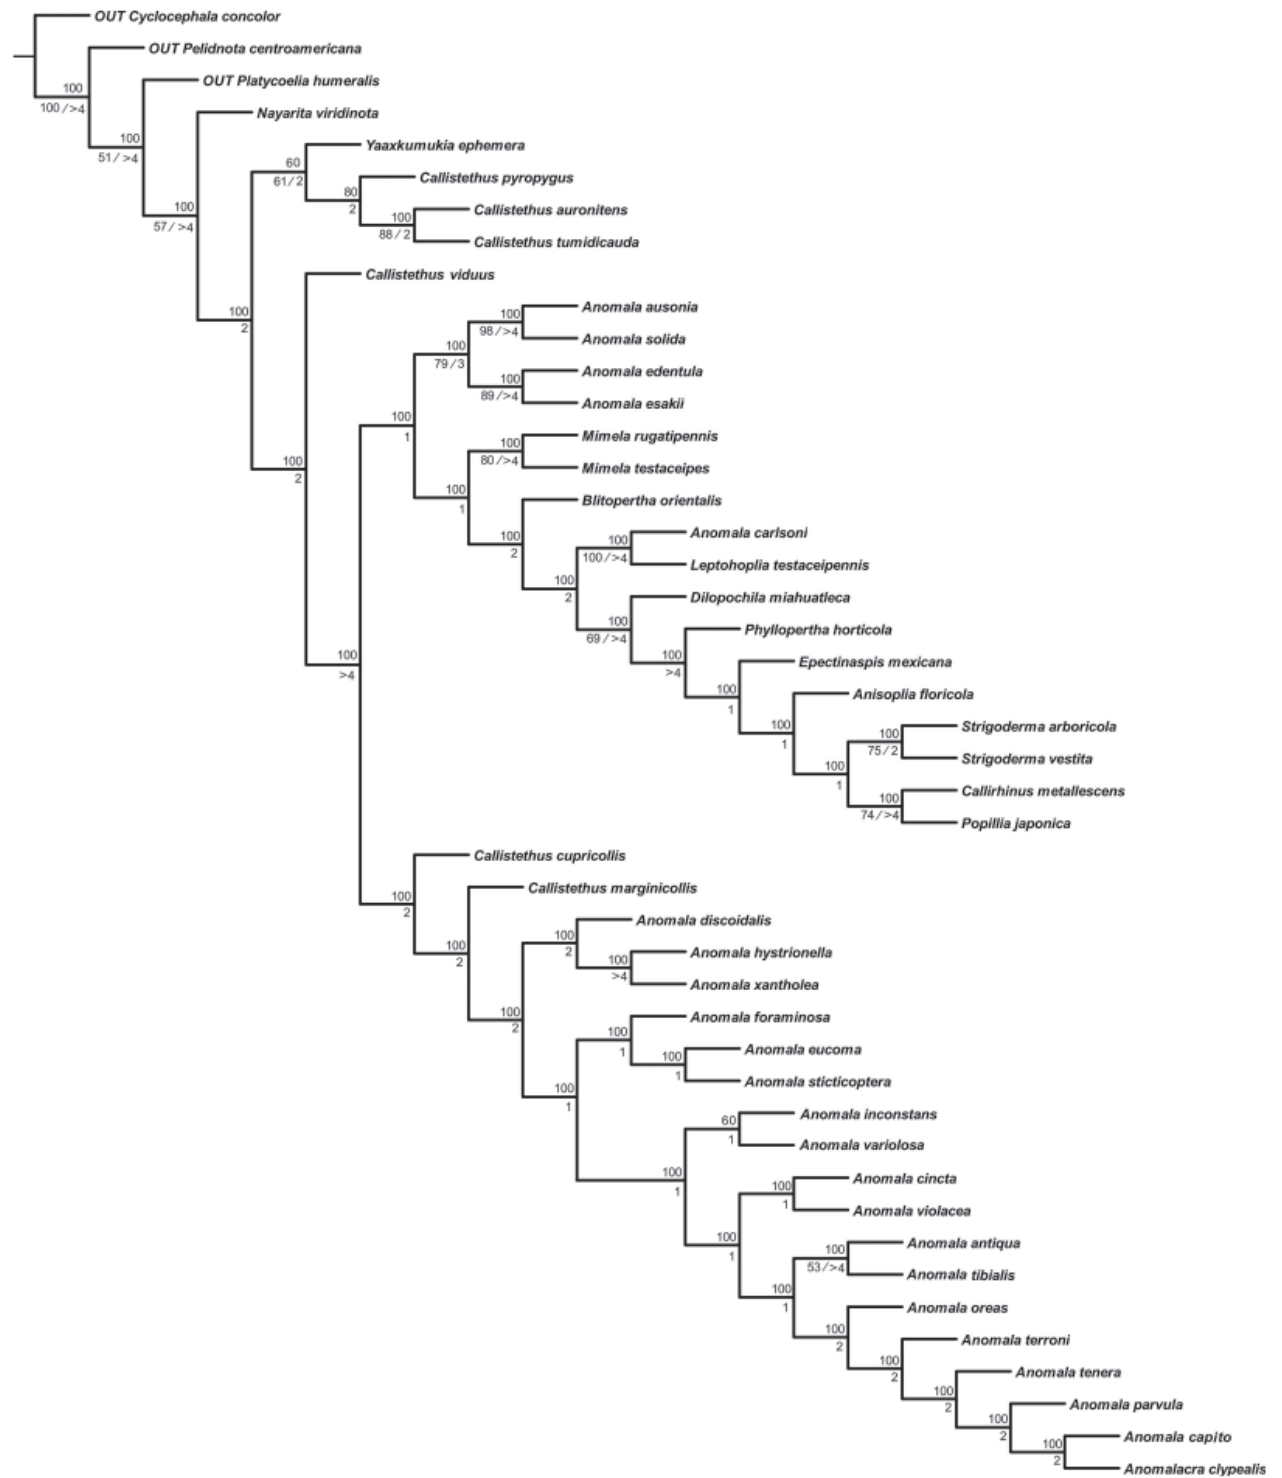 OUT Cyclocephala concolor
OUT Pelidnota centroamericana
100
100/>4
OUT Platycoelia humeralis
100
51/>4
Nayarita viridinota
100
57/>4
Yaaxkumukia ephemera
60
61/2
Callistethus pyropygus
80
2
Callistethus auronitens
100
88/2
Callistethus tumidicauda
Callistethus viduus
100
2
Anomala ausonia
100
98/>4
Anomala solida
100
79/3
Anomala edentula
100
89/>4
Anomala esakii
100
1
Mimela rugatipennis
100
80/>4
Mimela testaceipes
100
2
100
1
Blitopertha orientalis
100
2
Anomala carlsoni
100
100/>4
Leptohoplia testaceipennis
100
2
Dilopochila miahuatleca
100
69/>4
Phyllopertha horticola
100
>4
100
>4
Epectinaspis mexicana
100
1
Anisoplia floricola
100
1
Strigoderma arboricola
100
75/2
Strigoderma vestita
100
1
Callirhinus metallescens
100
74/>4
Popillia japonica
Callistethus cupricollis
100
2
Callistethus marginicollis
100
2
Anomala discoidalis
100
2
Anomala hystrionella
100
>4
Anomala xantholea
100
2
Anomala foraminosa
100
1
Anomala eucoma
100
1
Anomala sticticoptera
100
1
Anomala inconstans
60
1
Anomala variolosa
100
1
Anomala cincta
100
1
Anomala violacea
100
1
Anomala antiqua
100
53/>4
Anomala tibialis
100
1
Anomala oreas
100
2
Anomala terroni
100
2
Anomala tenera
100
2
Anomala parvula
100
2
Anomala capito
100
2
Anomalacra clypealis